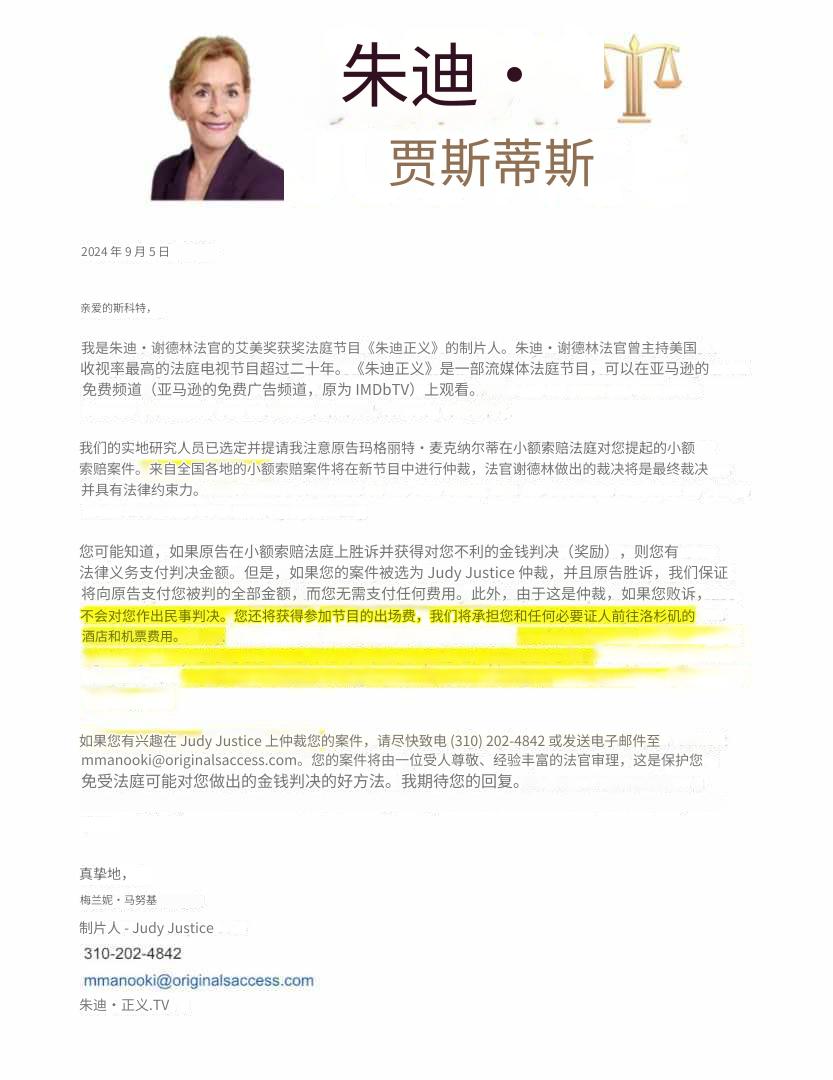 朱迪·
贾斯蒂斯
2024 年 9 月 5 日
亲爱的斯科特，
我是朱迪·谢德林法官的艾美奖获奖法庭节目《朱迪正义》的制片人。朱迪·谢德林法官曾主持美国
收视率最高的法庭电视节目超过二十年。《朱迪正义》是一部流媒体法庭节目，可以在亚马逊的
免费频道（亚马逊的免费广告频道，原为 IMDbTV）上观看。
我们的实地研究人员已选定并提请我注意原告玛格丽特·麦克纳尔蒂在小额索赔法庭对您提起的小额
索赔案件。来自全国各地的小额索赔案件将在新节目中进行仲裁，法官谢德林做出的裁决将是最终裁决
并具有法律约束力。
您可能知道，如果原告在小额索赔法庭上胜诉并获得对您不利的金钱判决（奖励），则您有
法律义务支付判决金额。但是，如果您的案件被选为 Judy Justice 仲裁，并且原告胜诉，我们保证
将向原告支付您被判的全部金额，而您无需支付任何费用。此外，由于这是仲裁，如果您败诉，
不会对您作出民事判决。您还将获得参加节目的出场费，我们将承担您和任何必要证人前往洛杉矶的
酒店和机票费用。
如果您有兴趣在 Judy Justice 上仲裁您的案件，请尽快致电 (310) 202-4842 或发送电子邮件至
mmanooki@originalsaccess.com。您的案件将由一位受人尊敬、经验丰富的法官审理，这是保护您
免受法庭可能对您做出的金钱判决的好方法。我期待您的回复。
真挚地，
梅兰妮·马努基
制片人 - Judy Justice
310-202-4842
mmanooki@originalsaccess.com
朱迪·正义.TV